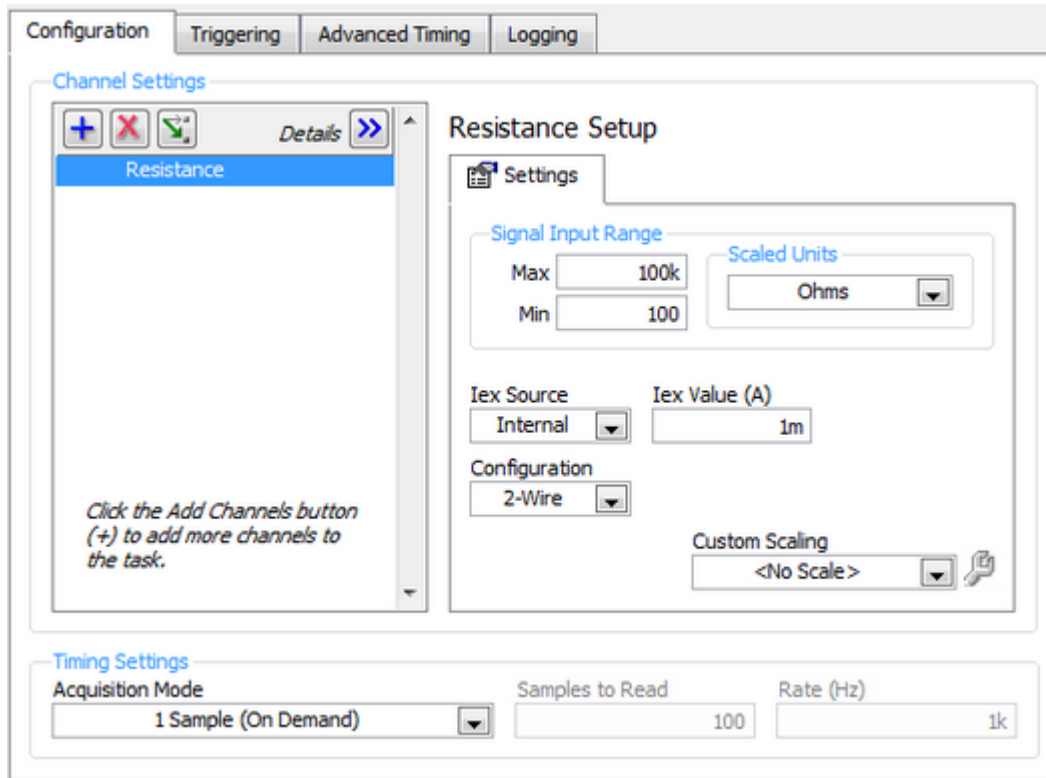 Configuration
Triggering
Advanced Timing
Logging
Channel Settings
Details
Resistance
Click the Add Channels button
(+) to add more channels to
the task.
Resistance Setup
Settings
Signal Input Range
Max 100k
Min 100
Scaled Units
Ohms
Iex Source
Internal
Iex Value (A)
1m
Configuration
2-Wire
Custom Scaling
<No Scale>
Timing Settings
Acquisition Mode
1 Sample (On Demand)
Samples to Read
100
Rate (Hz)
1k